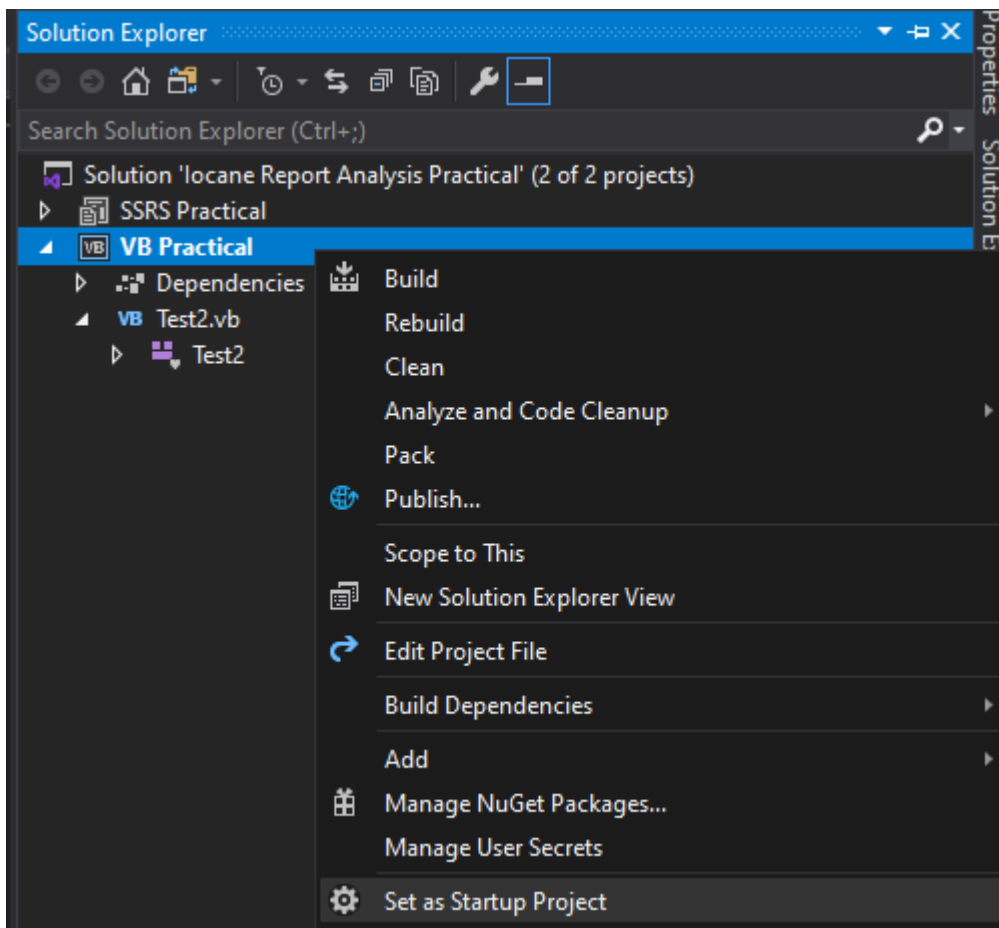 Solution Explorer
Search Solution Explorer (Ctrl+;)
Solution 'Iocane Report Analysis Practical' (2 of 2 projects)
SSRS Practical
VB VB Practical
Dependencies
VB Test2.vb
Test2
Build
Rebuild
Clean
Analyze and Code Cleanup
Pack
Publish...
Scope to This
New Solution Explorer View
Edit Project File
Build Dependencies
Add
Manage NuGet Packages...
Manage User Secrets
Set as Startup Project
Properties
Solution